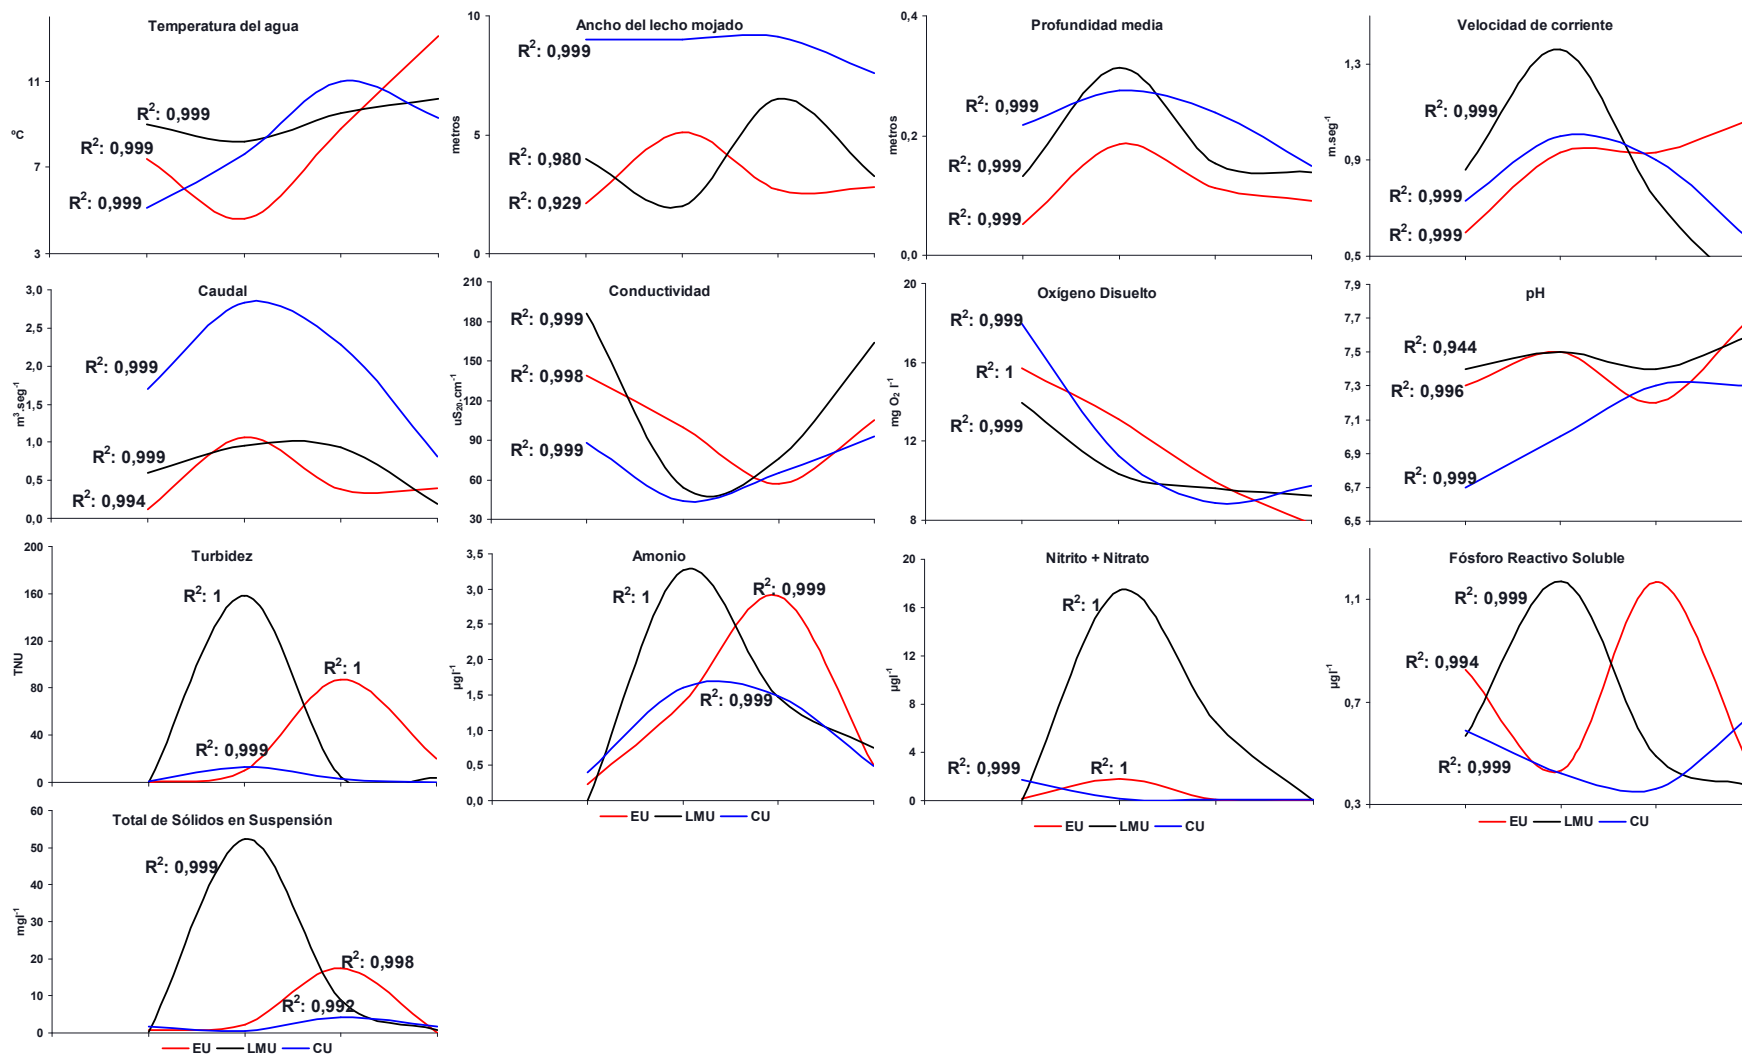 Temperatura del agua
°C
11
7
3
R²: 0,999
R²: 0,999
R²: 0,999
Ancho del lecho mojado
metros
10
5
0
R²: 0,999
R²: 0,980
R²: 0,929
Profundidad media
metros
0,4
0,2
0,0
R²: 0,999
R²: 0,999
R²: 0,999
Velocidad de corriente
m.seg⁻¹
1,3
0,9
0,5
R²: 0,999
R²: 0,999
R²: 0,999
Caudal
m³.seg⁻¹
3,0
2,5
2,0
1,5
1,0
0,5
0,0
R²: 0,999
R²: 0,999
R²: 0,994
Conductividad
uS₂₀.cm⁻¹
210
180
150
120
90
60
30
R²: 0,999
R²: 0,998
R²: 0,999
Oxígeno Disuelto
mg O₂ l⁻¹
20
16
12
8
R²: 0,999
R²: 1
R²: 0,999
pH
7,9
7,7
7,5
7,3
7,1
6,9
6,7
6,5
R²: 0,944
R²: 0,996
R²: 0,999
Turbidez
TNU
200
160
120
80
40
0
R²: 1
R²: 1
R²: 0,999
Amonio
µgl⁻¹
3,5
3,0
2,5
2,0
1,5
1,0
0,5
0,0
R²: 1
R²: 0,999
R²: 0,999
EU LMU CU
Nitrito + Nitrato
µgl⁻¹
20
16
12
8
4
0
R²: 1
R²: 0,999
R²: 1
EU LMU CU
Fósforo Reactivo Soluble
µgl⁻¹
1,1
0,7
0,3
R²: 0,999
R²: 0,994
R²: 0,999
EU LMU CU
Total de Sólidos en Suspensión
mgl⁻¹
60
50
40
30
20
10
0
R²: 0,999
R²: 0,998
R²: 0,992
EU LMU CU